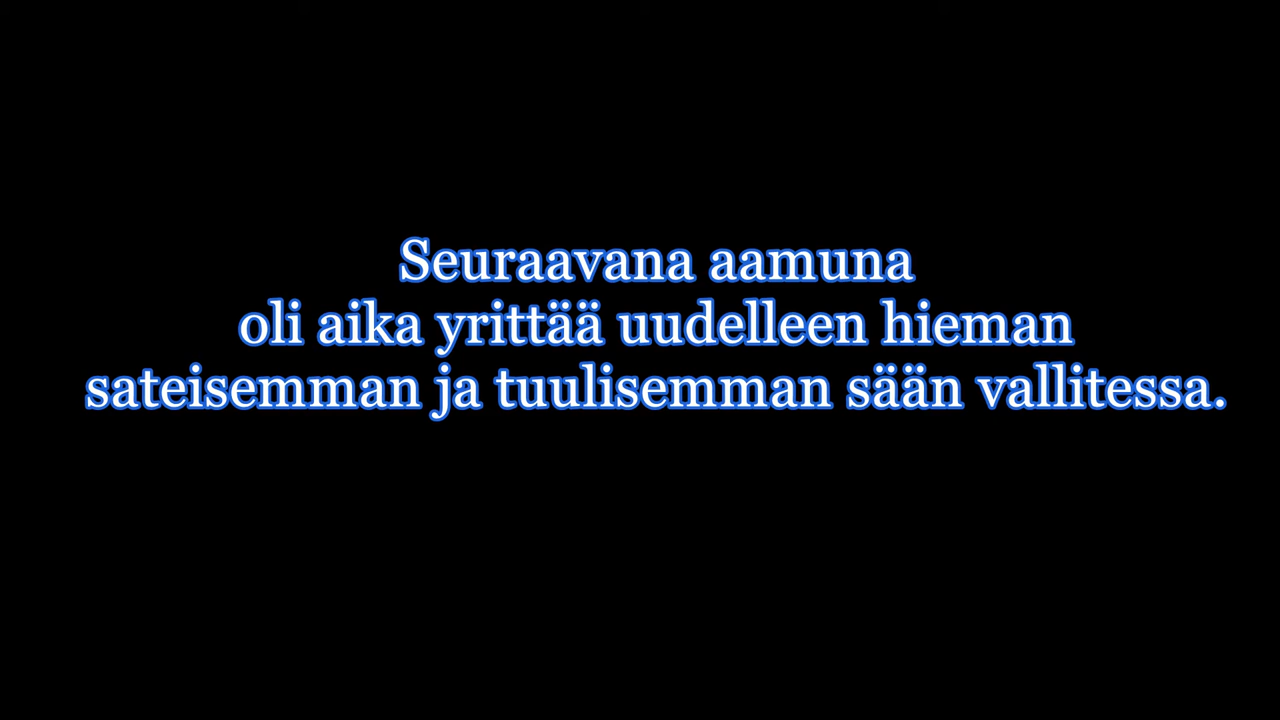 Seuraavana aamuna
oli aika yrittää uudelleen hieman
sateisemman ja tuulisemman sään vallitessa.